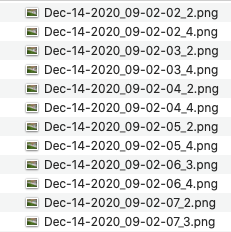 Dec-14-2020_09-02-02_2.png
Dec-14-2020_09-02-02_4.png
Dec-14-2020_09-02-03_2.png
Dec-14-2020_09-02-03_4.png
Dec-14-2020_09-02-04_2.png
Dec-14-2020_09-02-04_4.png
Dec-14-2020_09-02-05_2.png
Dec-14-2020_09-02-05_4.png
Dec-14-2020_09-02-06_3.png
Dec-14-2020_09-02-06_4.png
Dec-14-2020_09-02-07_2.png
Dec-14-2020_09-02-07_3.png